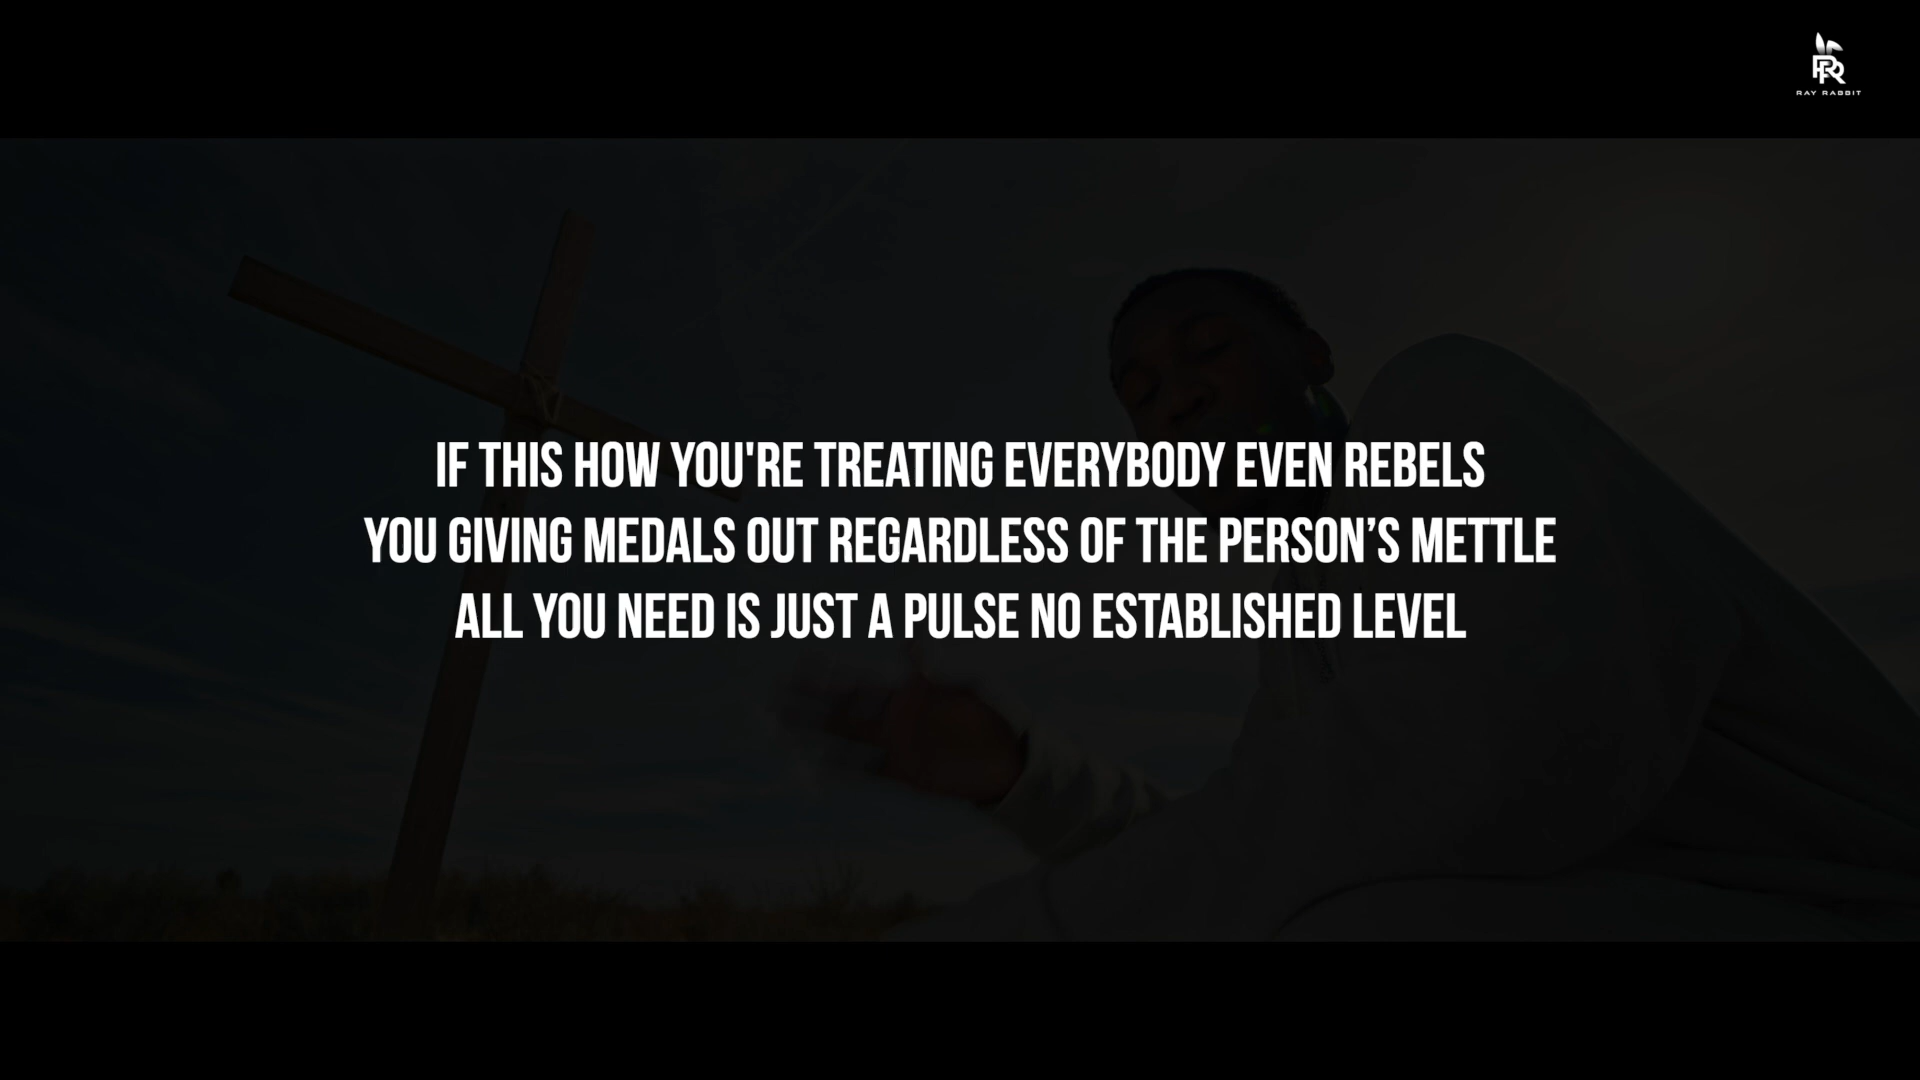 RR
RAY RABBIT
IF THIS HOW YOU'RE TREATING EVERYBODY EVEN REBELS
YOU GIVING MEDALS OUT REGARDLESS OF THE PERSON’S METTLE
ALL YOU NEED IS JUST A PULSE NO ESTABLISHED LEVEL